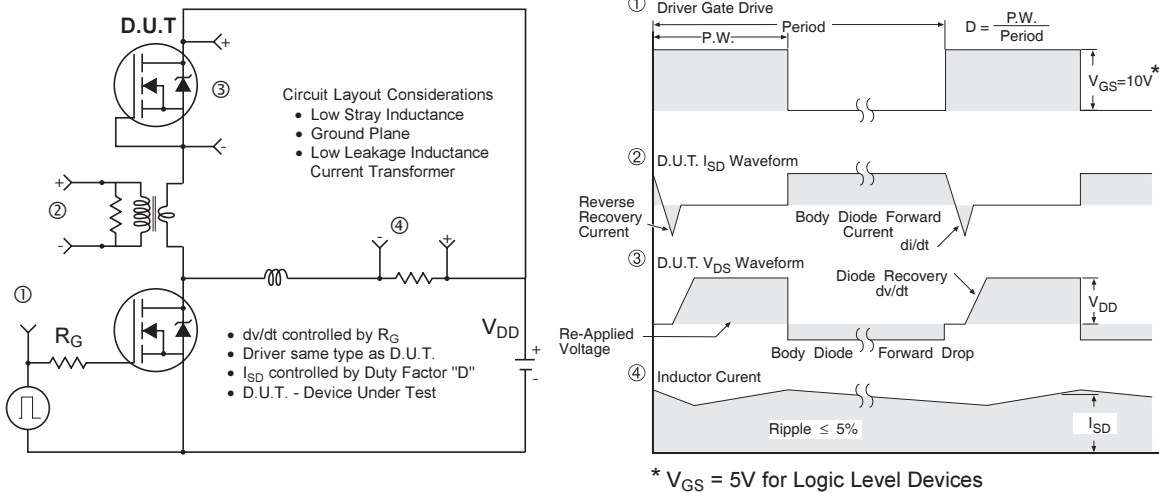 D.U.T
+
③
-
Circuit Layout Considerations
• Low Stray Inductance
• Ground Plane
• Low Leakage Inductance
Current Transformer
+
②
-
④
-
+
①
R_G
V_DD
+
-
• dv/dt controlled by R_G
• Driver same type as D.U.T.
• I_SD controlled by Duty Factor "D"
• D.U.T. - Device Under Test
① Driver Gate Drive
P.W.
Period
D = P.W. / Period
V_GS=10V *
② D.U.T. I_SD Waveform
Reverse
Recovery
Current
Body Diode Forward
Current
di/dt
③ D.U.T. V_DS Waveform
Diode Recovery
dv/dt
V_DD
Re-Applied
Voltage
Body Diode Forward Drop
④ Inductor Curent
Ripple ≤ 5%
I_SD
* V_GS = 5V for Logic Level Devices